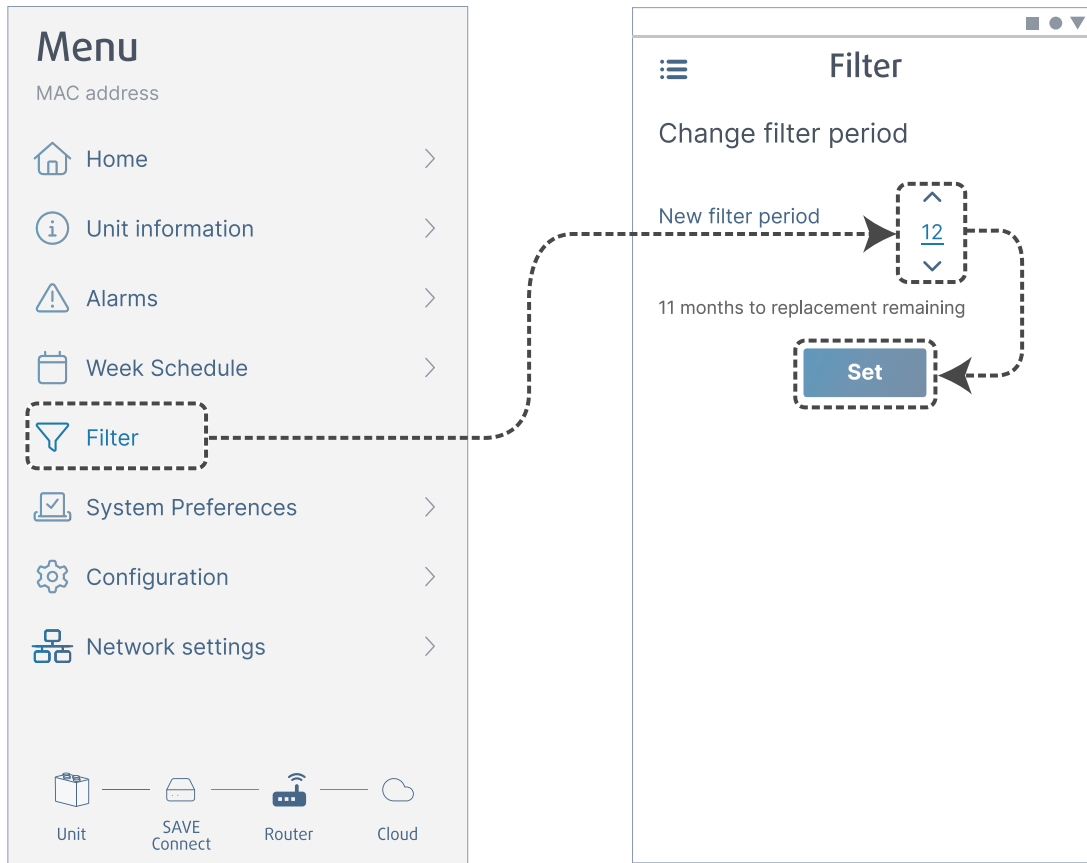 Menu
MAC address
Home
Unit information
Alarms
Week Schedule
Filter
System Preferences
Configuration
Network settings
Unit
SAVE
Connect
Router
Cloud
Filter
Change filter period
New filter period
12
11 months to replacement remaining
Set